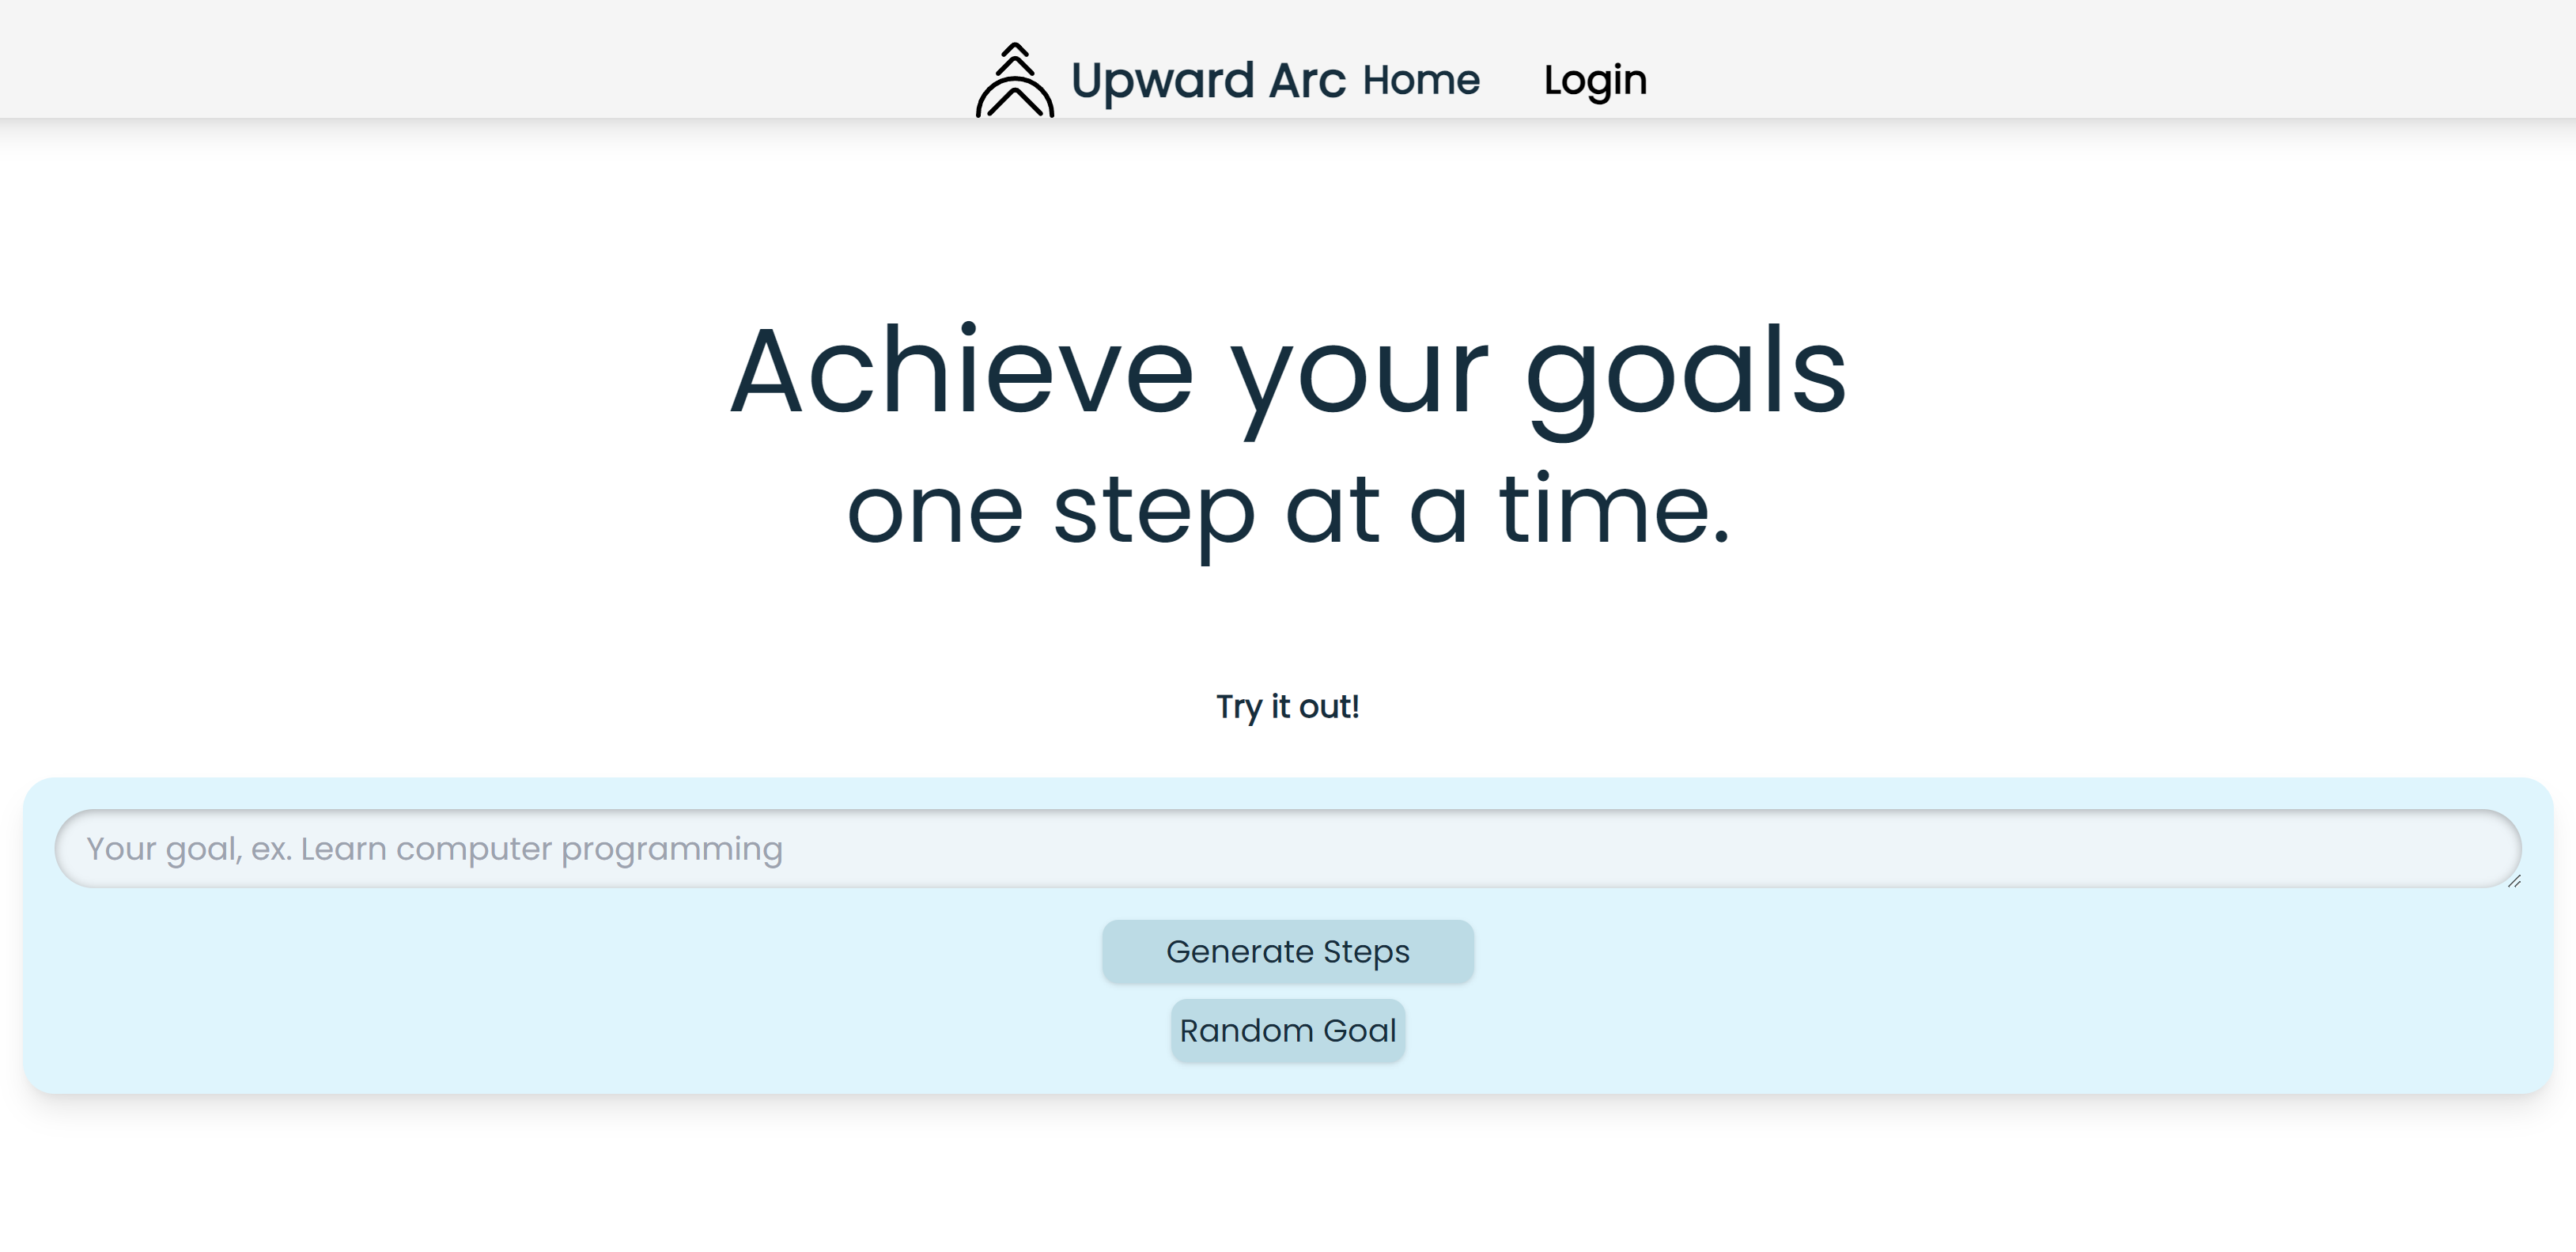 Upward Arc Home Login
Achieve your goals
one step at a time.
Try it out!
Your goal, ex. Learn computer programming
Generate Steps
Random Goal